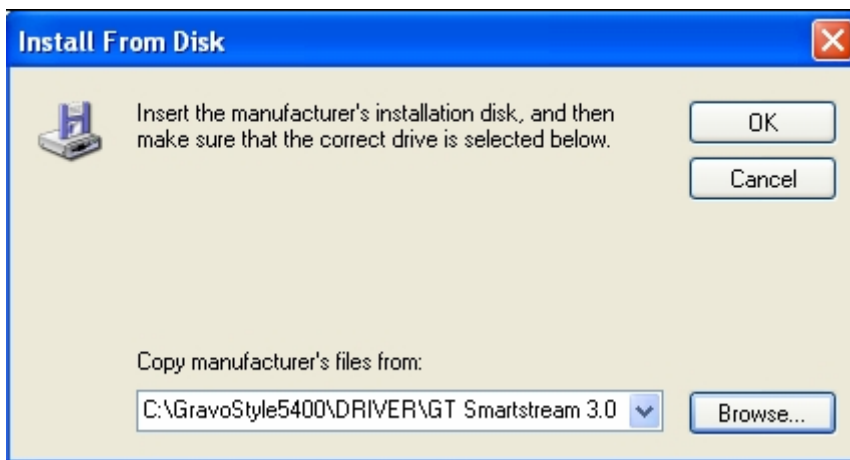 Install From Disk
Insert the manufacturer's installation disk, and then
make sure that the correct drive is selected below.
OK
Cancel
Copy manufacturer's files from:
C:\GravoStyle5400\DRIVER\GT Smartstream 3.0
Browse...